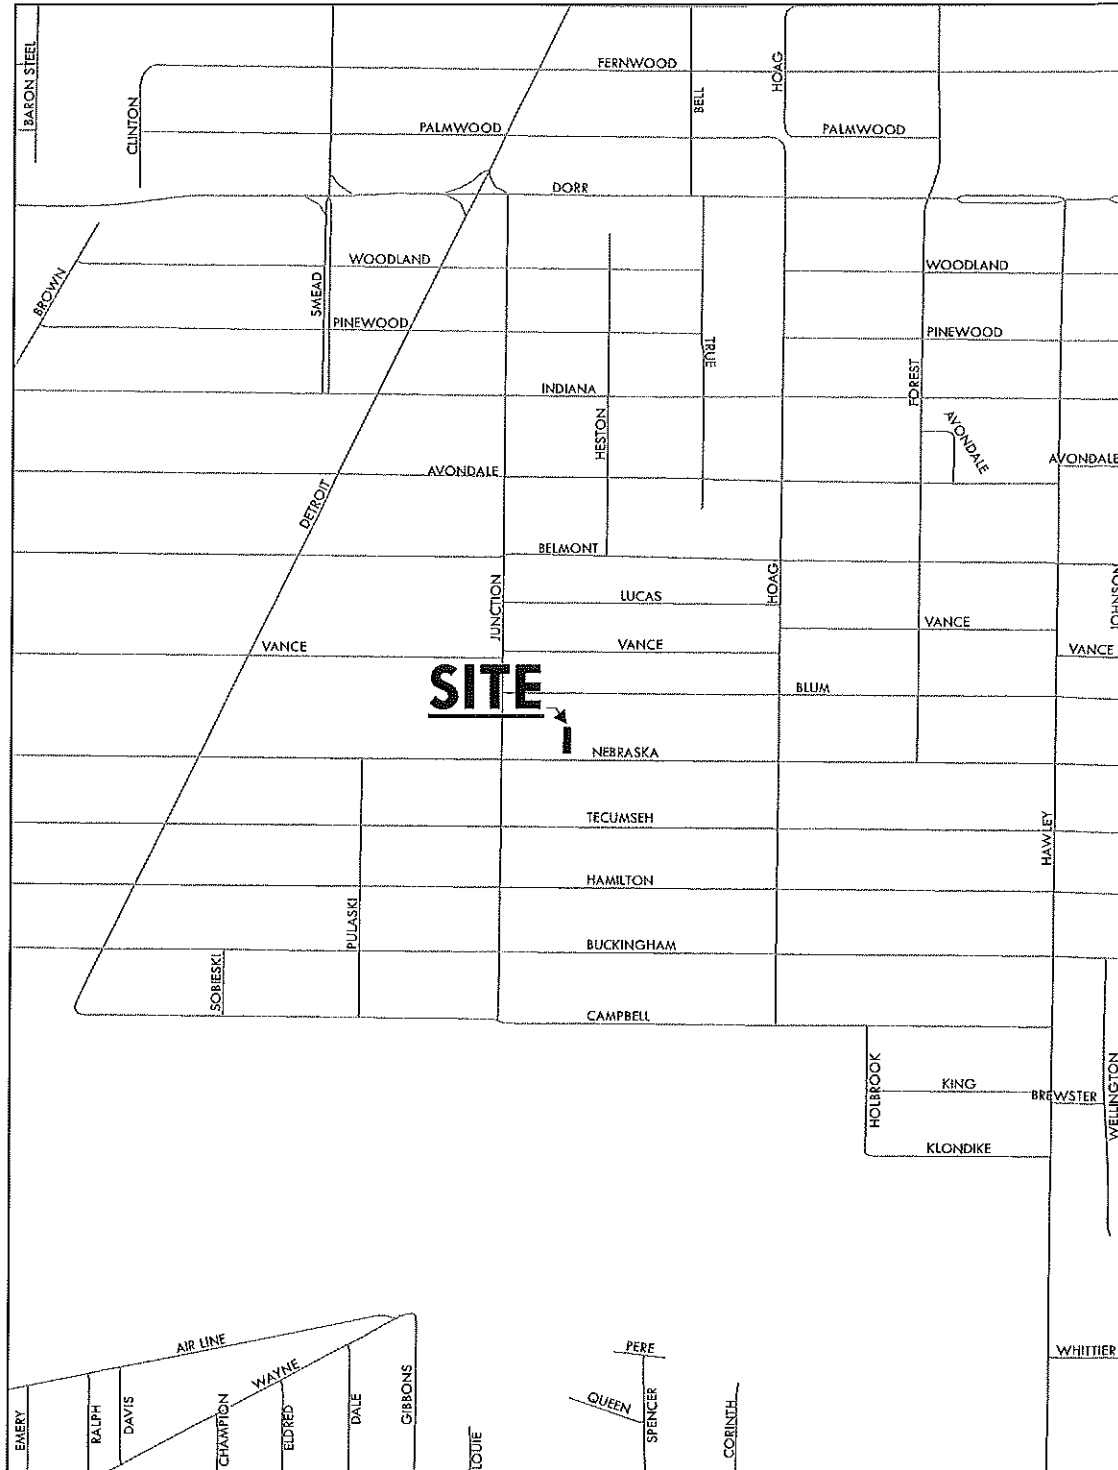 BARON STEEL
CLINTON
FERNWOOD
BELL
HOAG
PALMWOOD
PALMWOOD
DORR
BROWN
WOODLAND
SMEAD
WOODLAND
PINEWOOD
TRUE
PINEWOOD
INDIANA
HESTON
FOREST
AVONDALE
AVONDALE
AVONDALE
DETROIT
BELMONT
JUNCTION
LUCAS
HOAG
JOHNSON
VANCE
VANCE
VANCE
VANCE
SITE
BLUM
NEBRASKA
TECUMSEH
HAWLEY
HAMILTON
PULASKI
BUCKINGHAM
SOBIESKI
CAMPBELL
HOLBROOK
KING
BREWSTER
WELLINGTON
KLONDIKE
AIR LINE
WAYNE
PERE
WHITTIER
EMERY
RALPH
DAVIS
CHAMPION
ELDRED
DALE
GIBBONS
LOUIE
QUEEN
SPENCER
CORINTH